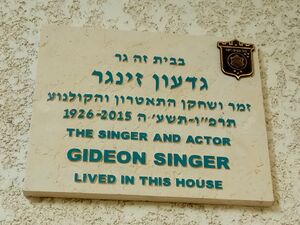 בבית זה גר
גדעון זינגר
זמר ושחקן התאטרון והקולנוע
תרפ"ו-תשע"ה 1926-2015
THE SINGER AND ACTOR
GIDEON SINGER
LIVED IN THIS HOUSE